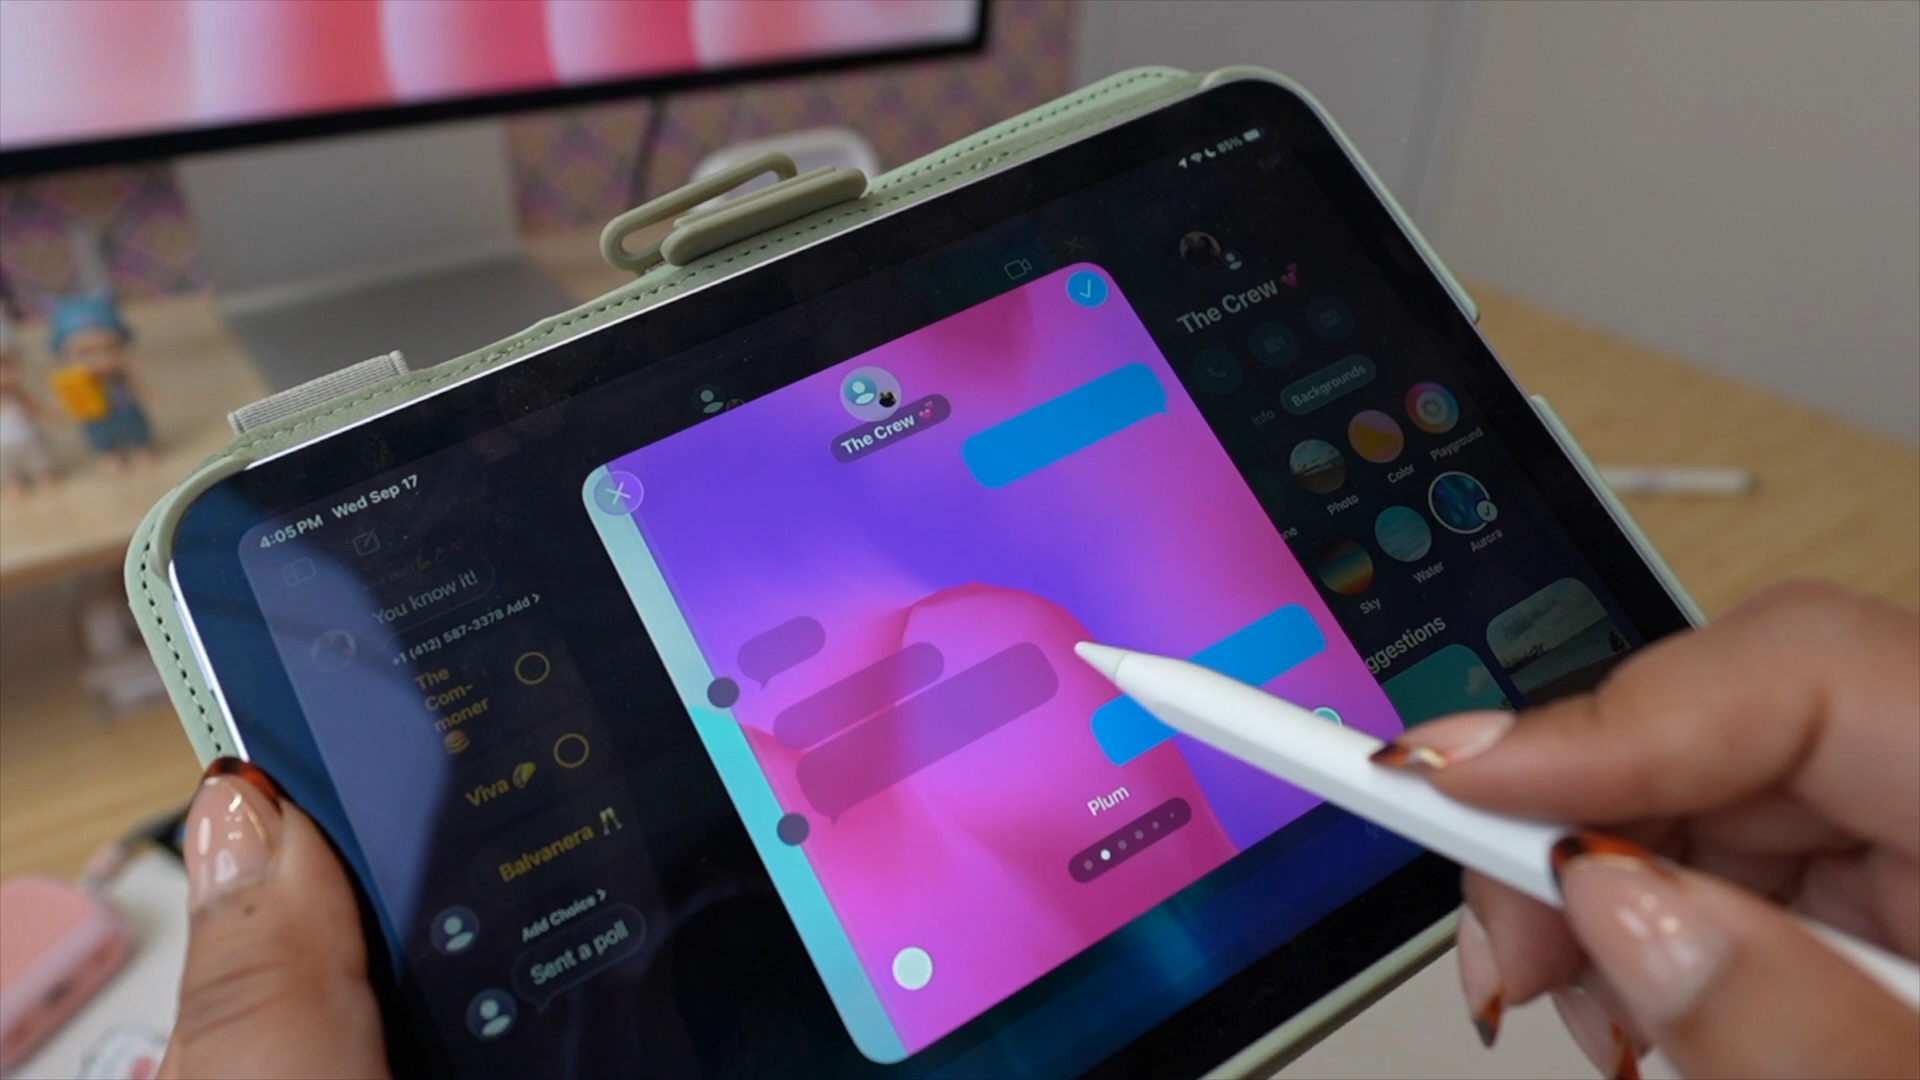 4:05 PM Wed Sep 17
85%
You know it!
+1 (412) 587-3378 Add >
The
Com-
moner
Viva
Balvanera
Add Choice >
Sent a poll
The Crew
Plum
The Crew
Info
Backgrounds
Photo
Color
Playground
Sky
Water
Aurora
ggestions